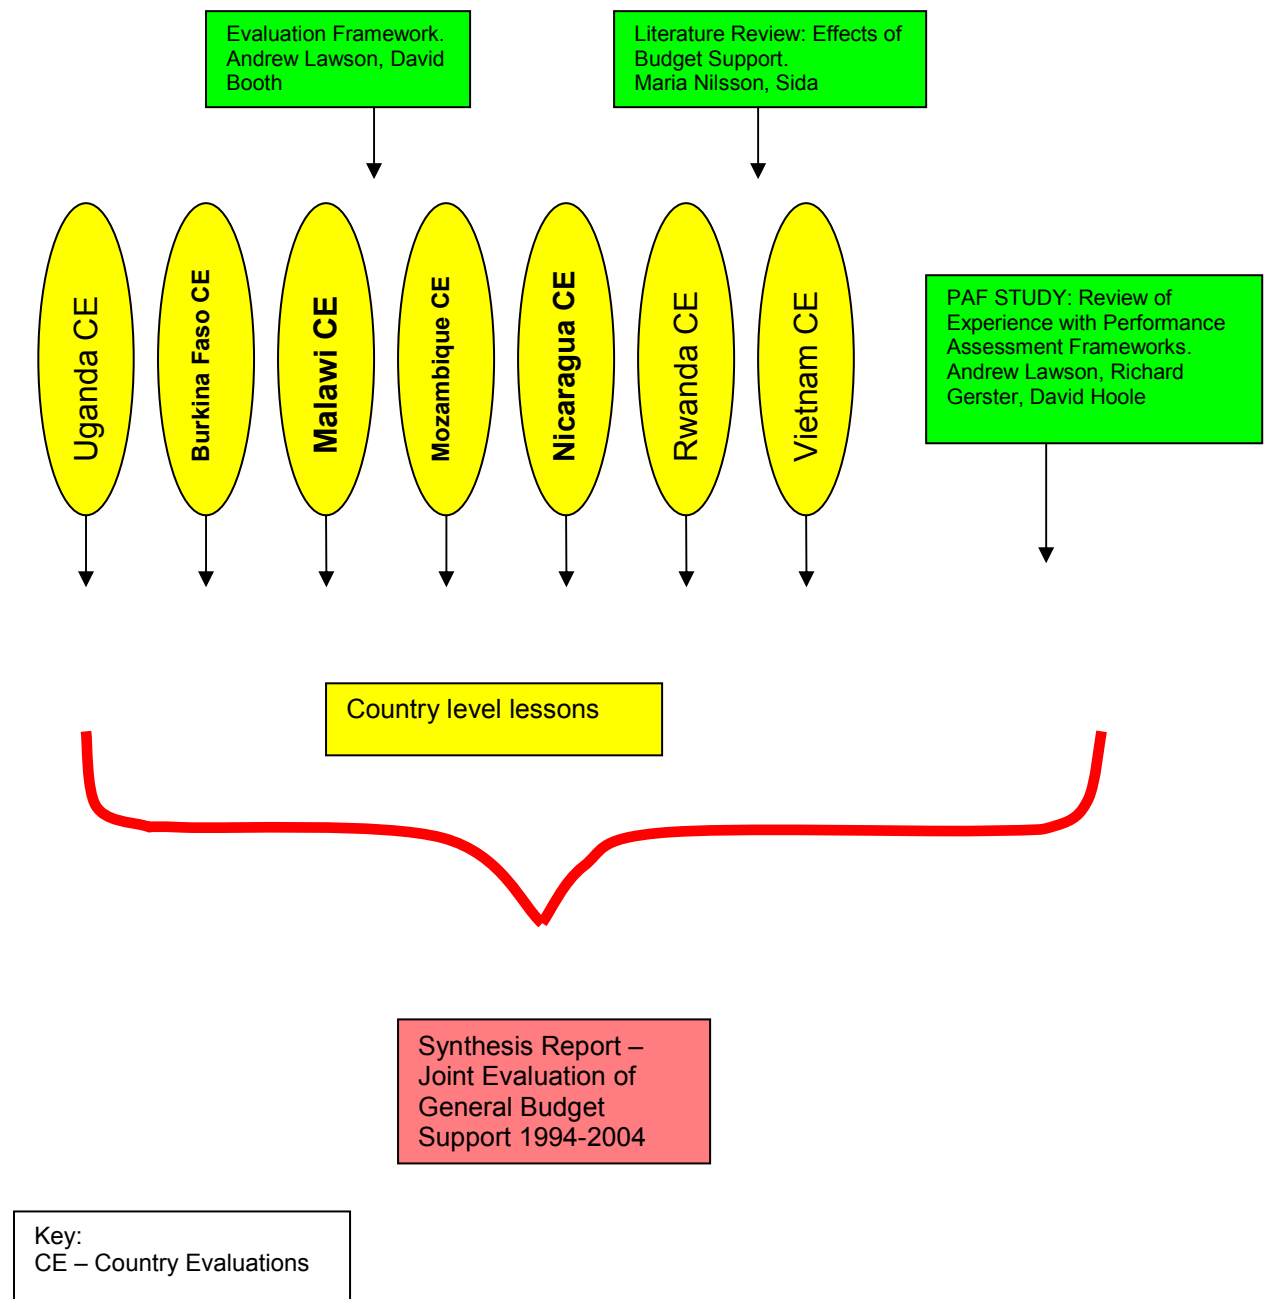 Evaluation Framework.
Andrew Lawson, David
Booth
Literature Review: Effects of
Budget Support.
Maria Nilsson, Sida
Uganda CE
Burkina Faso CE
Malawi CE
Mozambique CE
Nicaragua CE
Rwanda CE
Vietnam CE
PAF STUDY: Review of
Experience with Performance
Assessment Frameworks.
Andrew Lawson, Richard
Gerster, David Hoole
Country level lessons
Synthesis Report –
Joint Evaluation of
General Budget
Support 1994-2004
Key:
CE – Country Evaluations